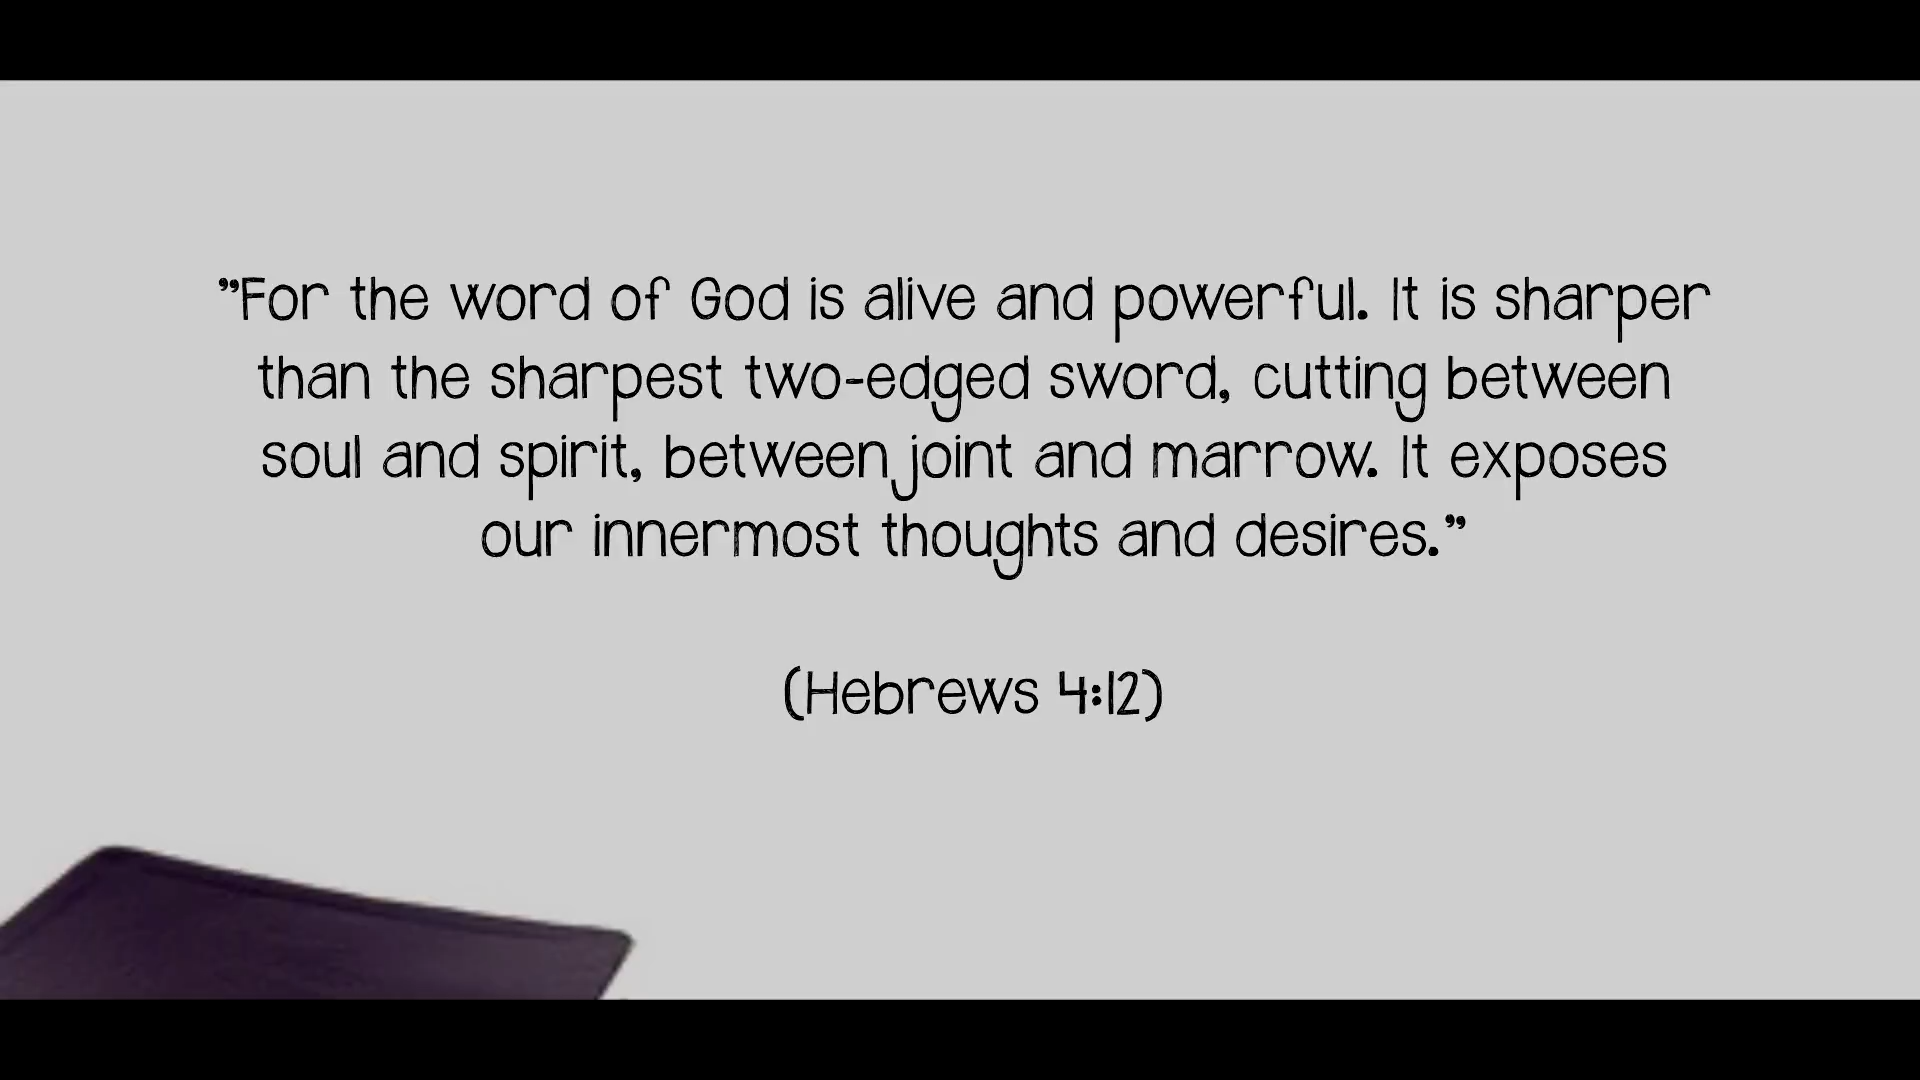 ”For the word of God is alive and powerful. It is sharper
than the sharpest two-edged sword, cutting between
soul and spirit, between joint and marrow. It exposes
our innermost thoughts and desires.”
(Hebrews 4:12)